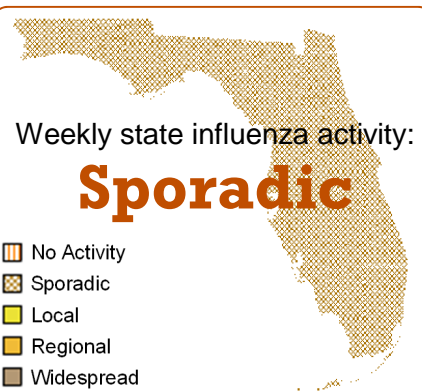 Weekly state influenza activity:
Sporadic
No Activity
Sporadic
Local
Regional
Widespread